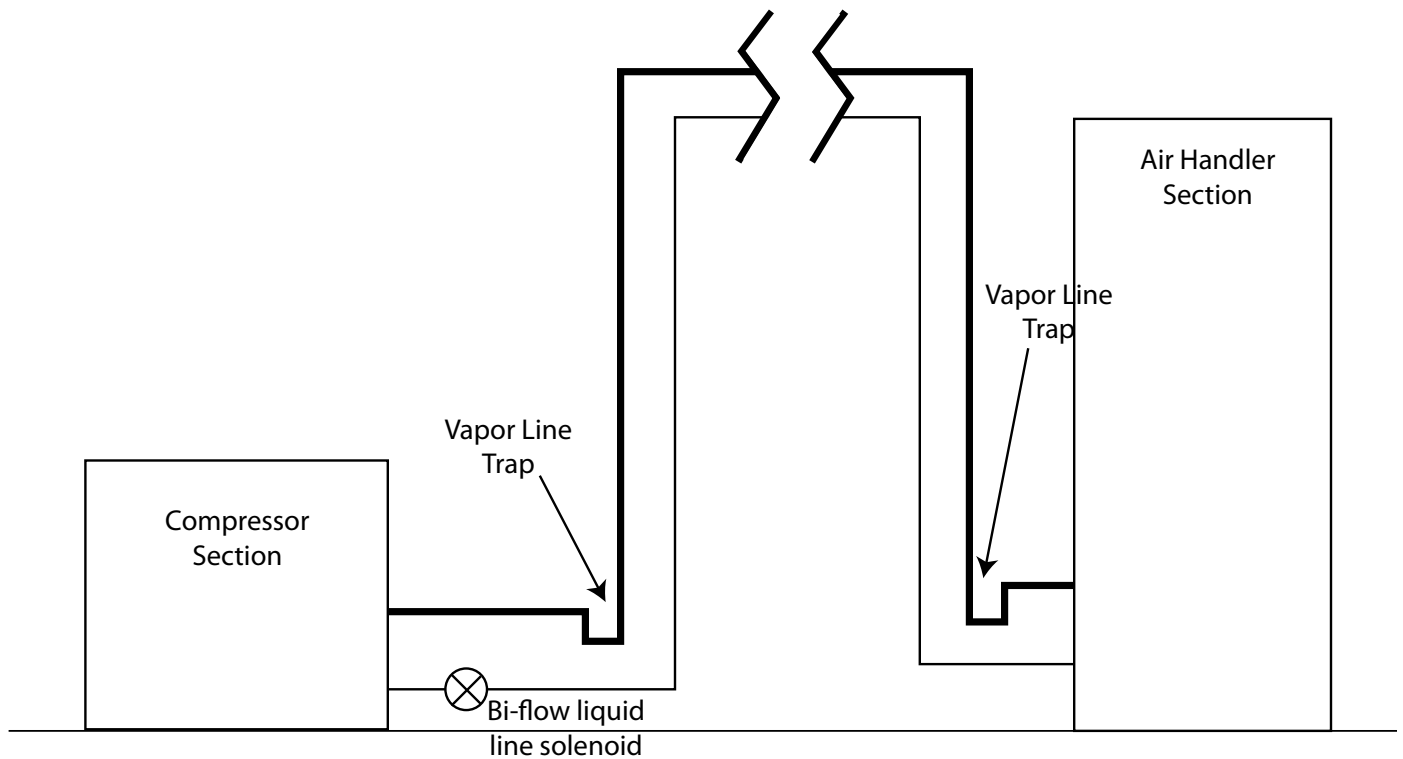 Air Handler
Section
Vapor Line
Trap
Vapor Line
Trap
Compressor
Section
Bi-flow liquid
line solenoid